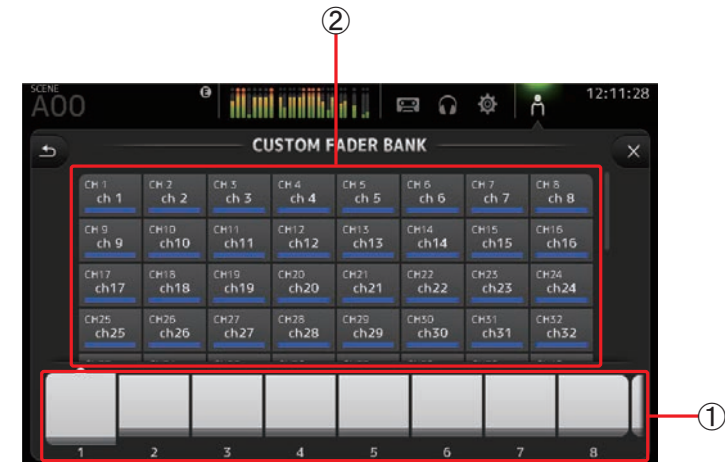 ②
SCENE
A00
E
12:11:28
CUSTOM FADER BANK
CH 1 CH 2 CH 3 CH 4 CH 5 CH 6 CH 7 CH 8
ch 1 ch 2 ch 3 ch 4 ch 5 ch 6 ch 7 ch 8
CH 9 CH10 CH11 CH12 CH13 CH14 CH15 CH16
ch 9 ch10 ch11 ch12 ch13 ch14 ch15 ch16
CH17 CH18 CH19 CH20 CH21 CH22 CH23 CH24
ch17 ch18 ch19 ch20 ch21 ch22 ch23 ch24
CH25 CH26 CH27 CH28 CH29 CH30 CH31 CH32
ch25 ch26 ch27 ch28 ch29 ch30 ch31 ch32
①
1 2 3 4 5 6 7 8